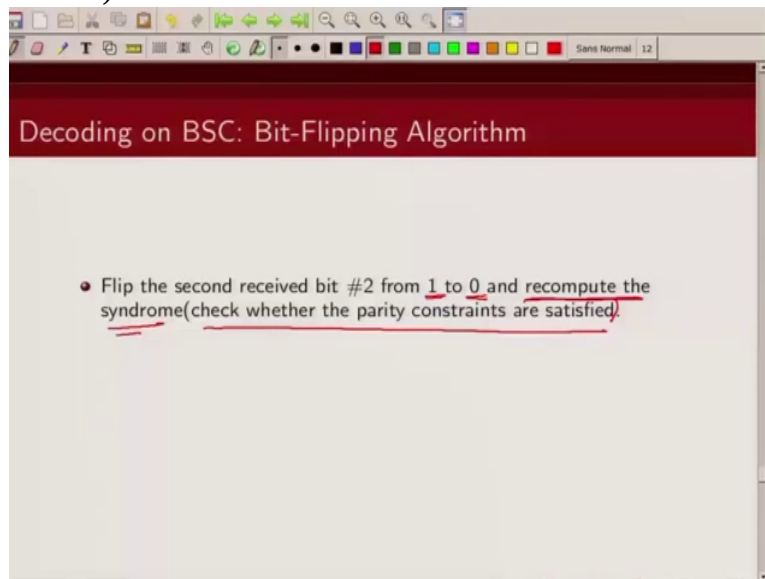 T
Sans Normal 12
Decoding on BSC: Bit-Flipping Algorithm
Flip the second received bit #2 from 1 to 0 and recompute the
syndrome(check whether the parity constraints are satisfied).